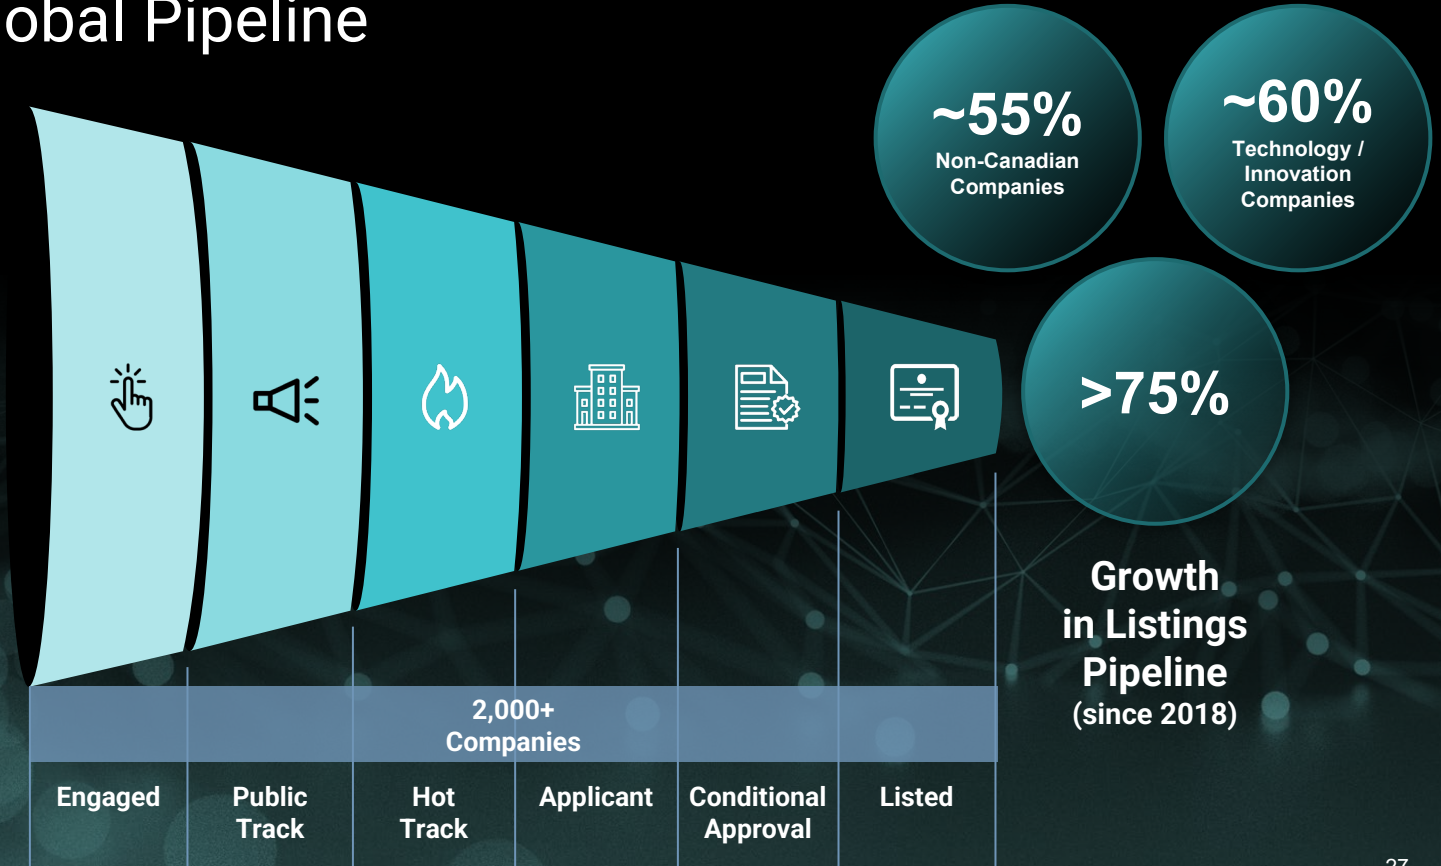 obal Pipeline
~55%
Non-Canadian
Companies
~60%
Technology /
Innovation
Companies
>75%
Growth
in Listings
Pipeline
(since 2018)
2,000+
Companies
Engaged
Public
Track
Hot
Track
Applicant
Conditional
Approval
Listed
27